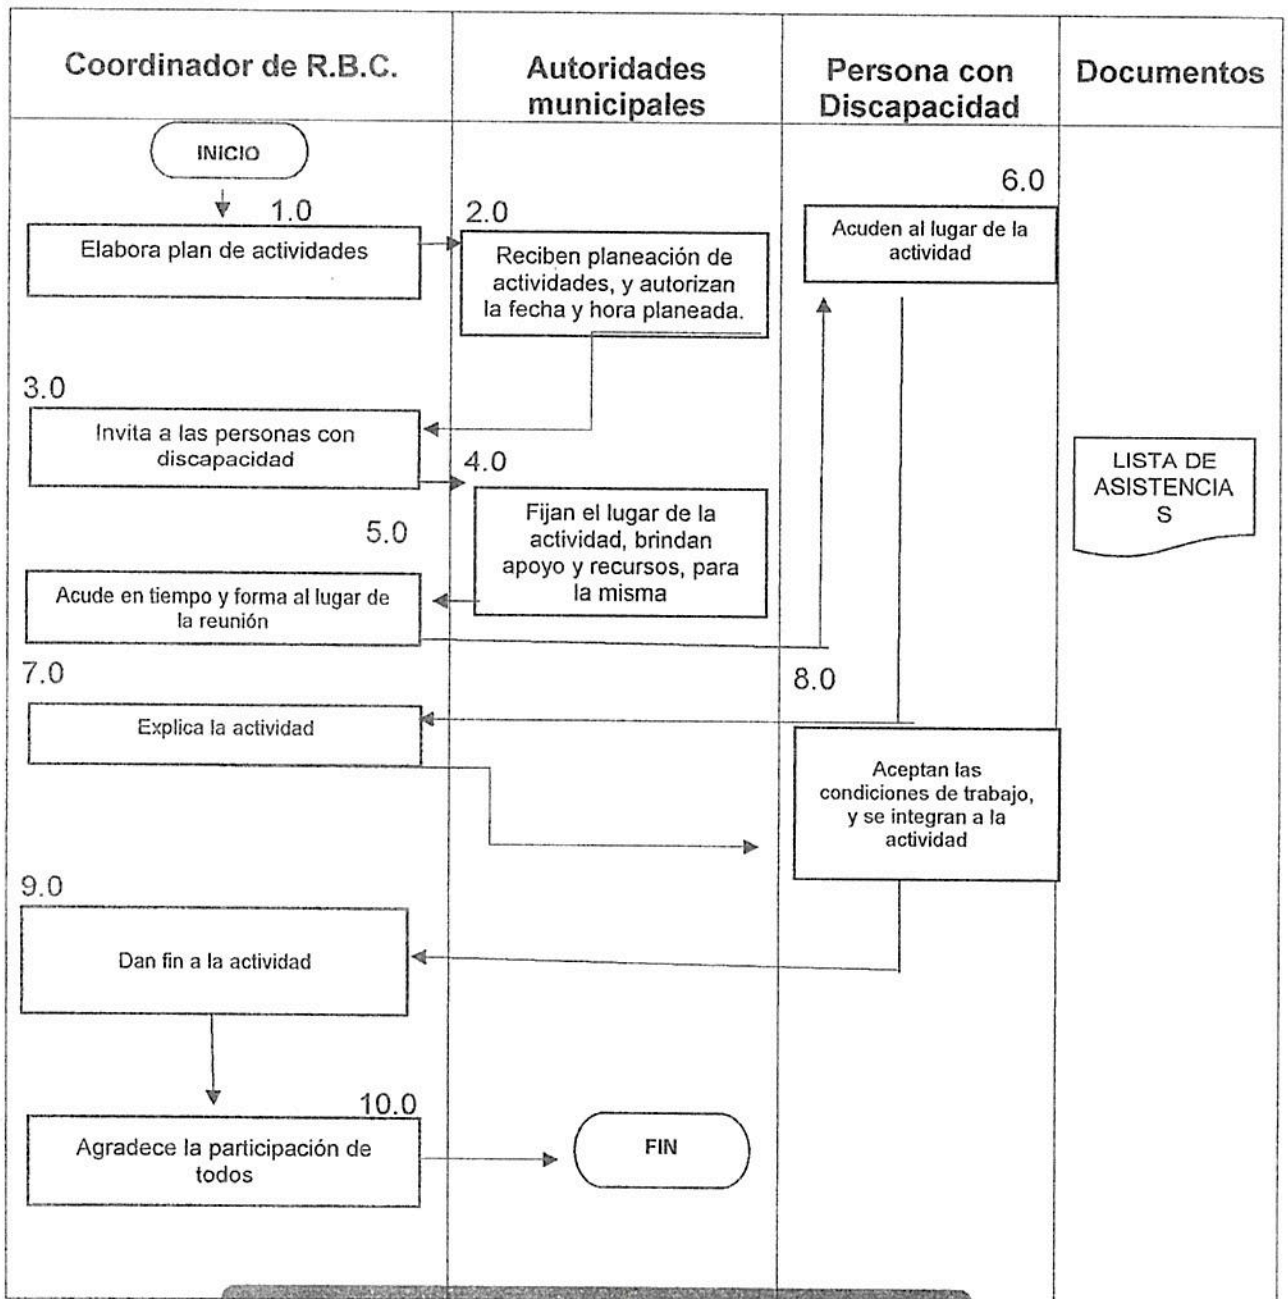 Coordinador de R.B.C.
Autoridades
municipales
Persona con
Discapacidad
Documentos
INICIO
1.0
Elabora plan de actividades
2.0
Reciben planeación de
actividades, y autorizan
la fecha y hora planeada.
3.0
Invita a las personas con
discapacidad
4.0
Fijan el lugar de la
actividad, brindan
apoyo y recursos, para
la misma
5.0
Acude en tiempo y forma al lugar de
la reunión
6.0
Acuden al lugar de la
actividad
LISTA DE
ASISTENCIA
S
7.0
Explica la actividad
8.0
Aceptan las
condiciones de trabajo,
y se integran a la
actividad
9.0
Dan fin a la actividad
10.0
Agradece la participación de
todos
FIN